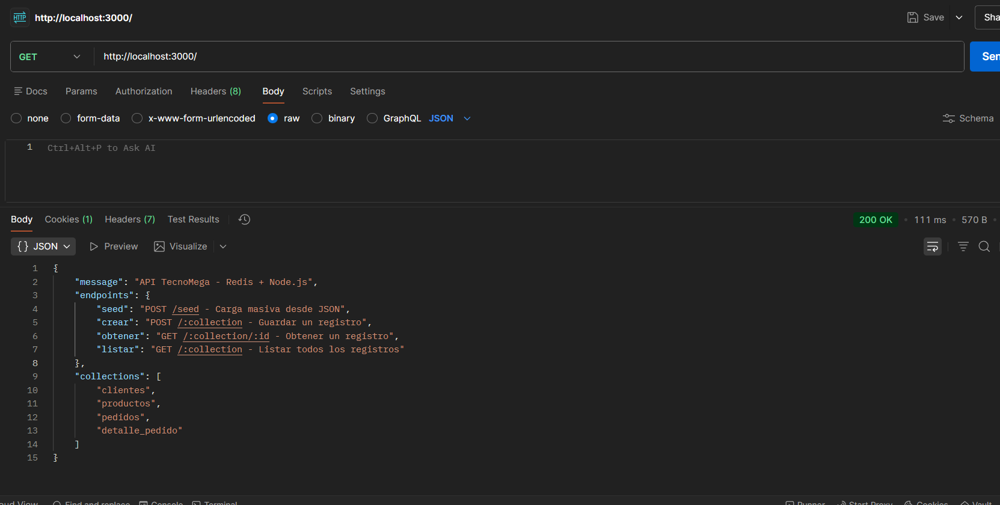 HTTP http://localhost:3000/ Save Sha
GET http://localhost:3000/ Sen
Docs Params Authorization Headers (8) Body Scripts Settings
none form-data x-www-form-urlencoded raw binary GraphQL JSON Schema
1 Ctrl+Alt+P to Ask AI
Body Cookies (1) Headers (7) Test Results 200 OK • 111 ms • 570 B •
{} JSON Preview Visualize
1 {
2 "message": "API TecnoMega - Redis + Node.js",
3 "endpoints": {
4 "seed": "POST /seed - Carga masiva desde JSON",
5 "crear": "POST /:collection - Guardar un registro",
6 "obtener": "GET /:collection/:id - Obtener un registro",
7 "listar": "GET /:collection - Listar todos los registros"
8 },
9 "collections": [
10 "clientes",
11 "productos",
12 "pedidos",
13 "detalle_pedido"
14 ]
15 }
oud View Find and replace Console Terminal Runner Start Proxy Cookies Vault